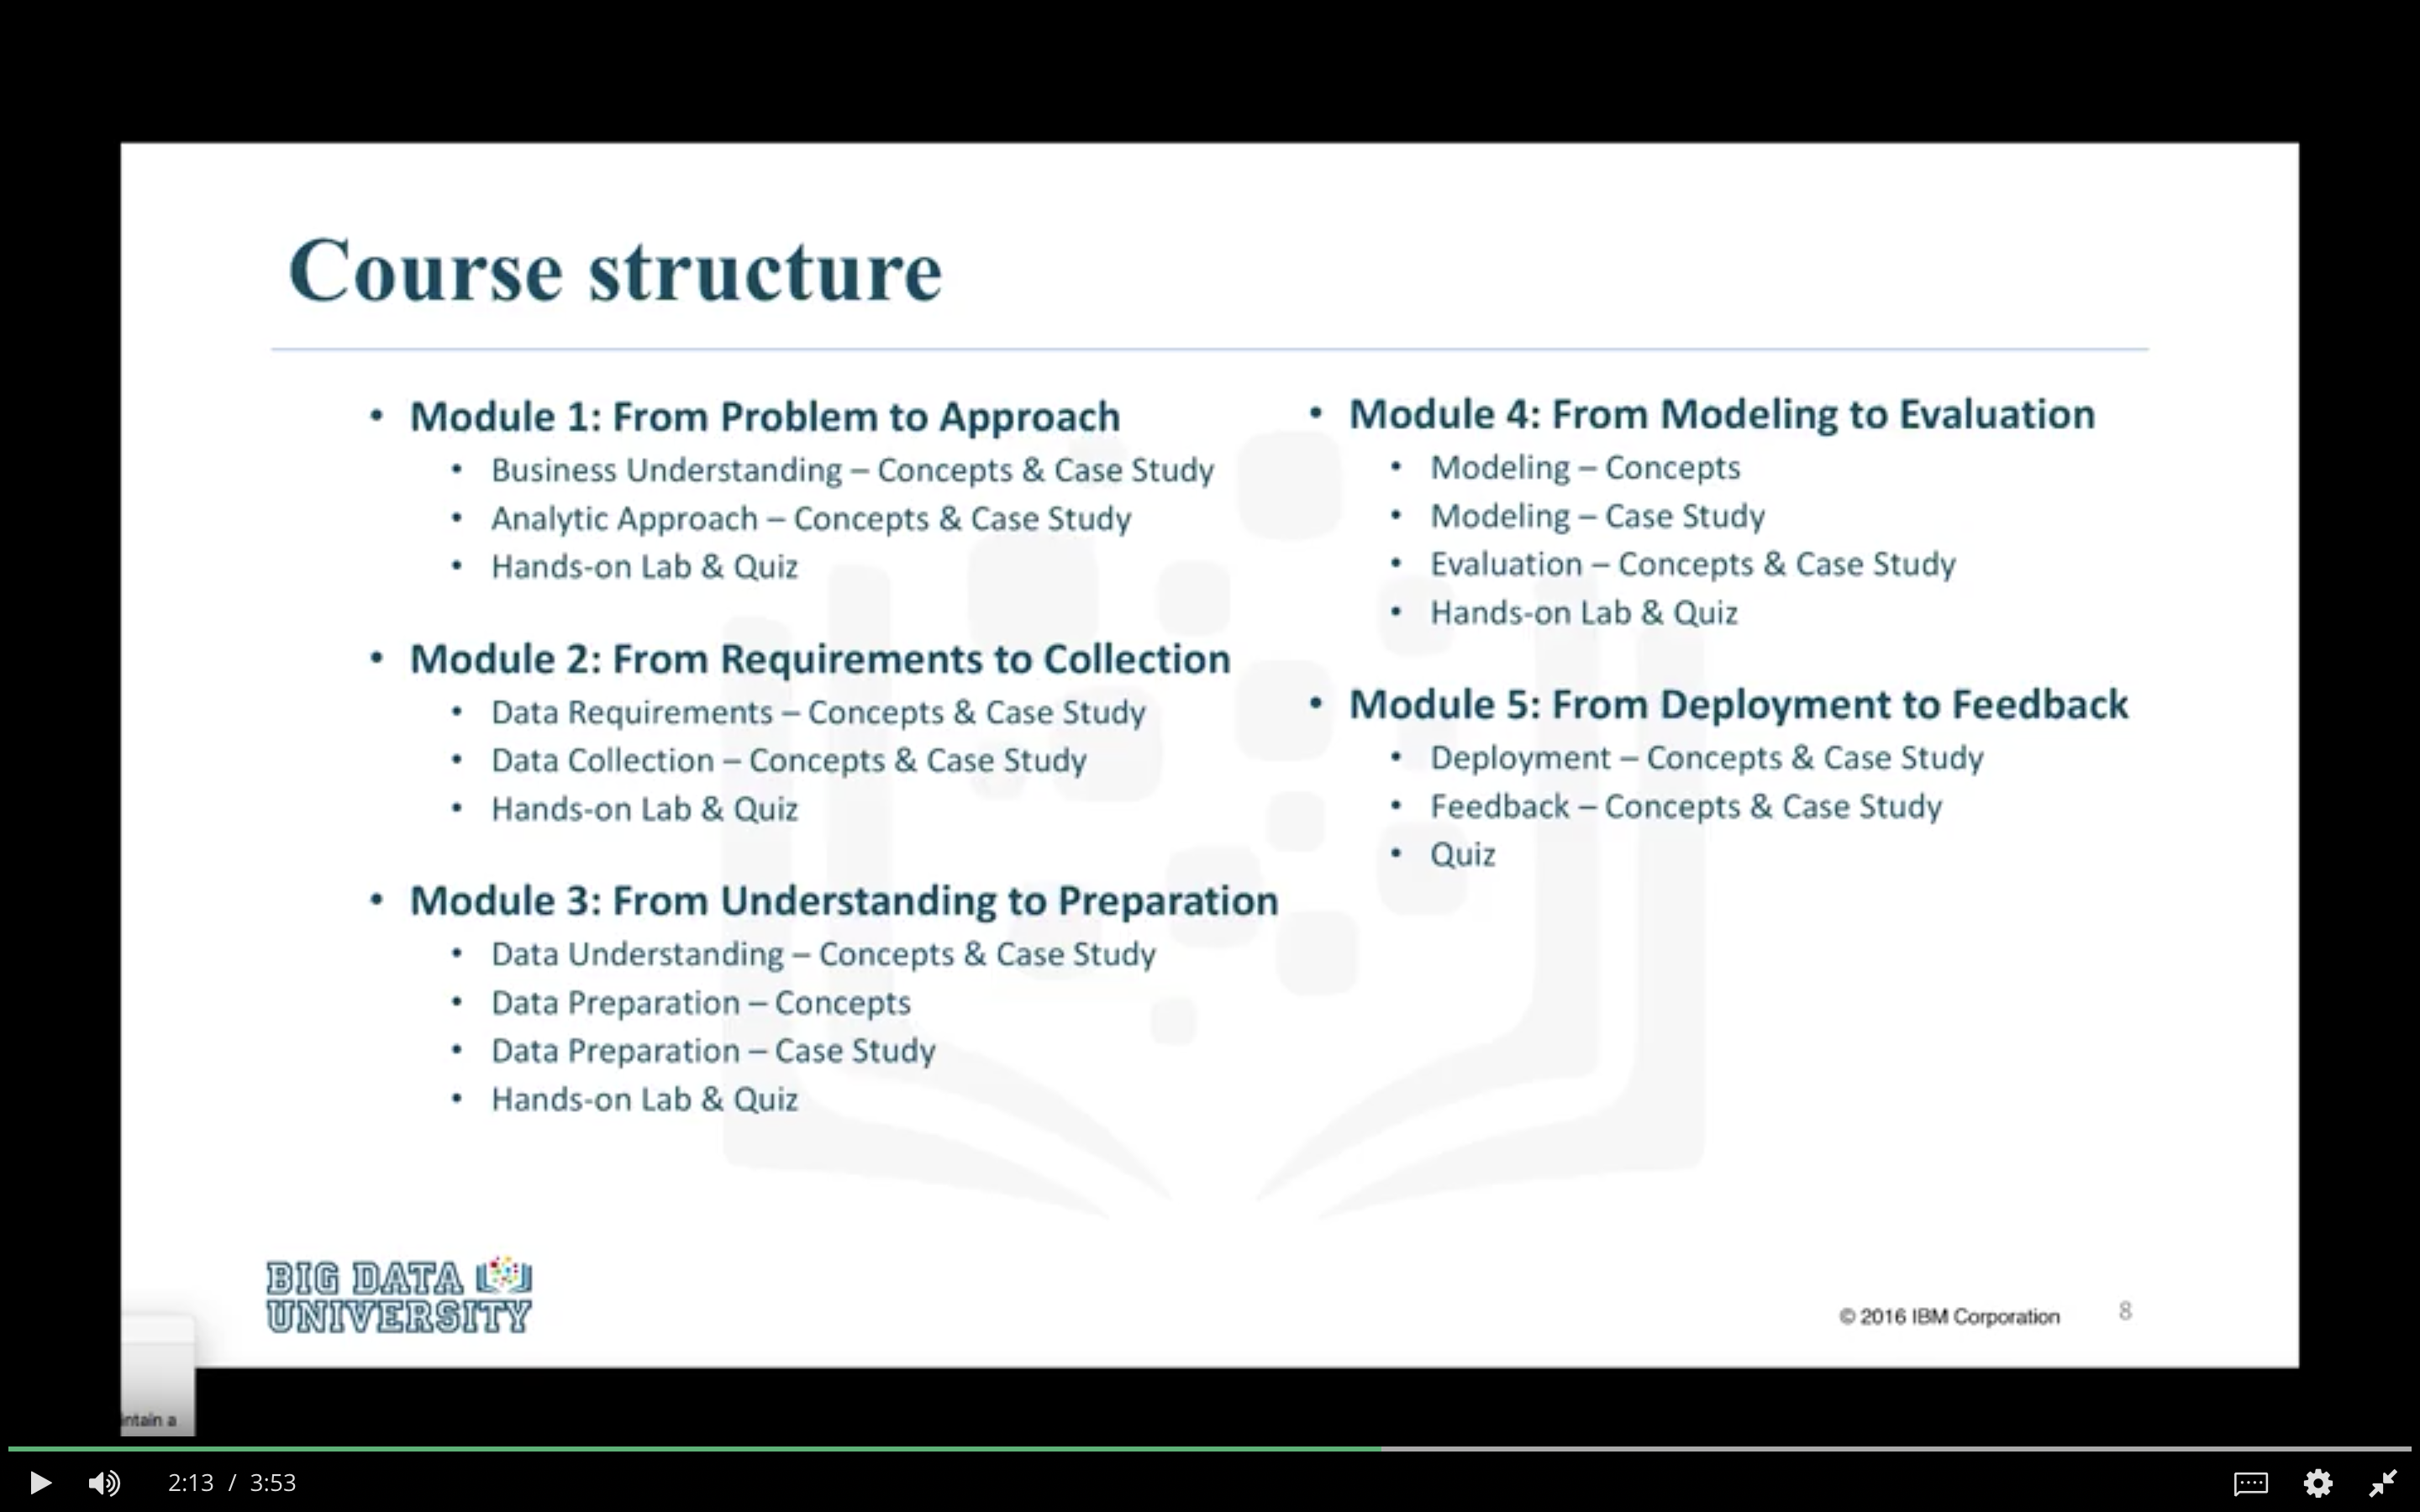 Course structure
• Module 1: From Problem to Approach
• Business Understanding – Concepts & Case Study
• Analytic Approach – Concepts & Case Study
• Hands-on Lab & Quiz
• Module 2: From Requirements to Collection
• Data Requirements – Concepts & Case Study
• Data Collection – Concepts & Case Study
• Hands-on Lab & Quiz
• Module 3: From Understanding to Preparation
• Data Understanding – Concepts & Case Study
• Data Preparation – Concepts
• Data Preparation – Case Study
• Hands-on Lab & Quiz
• Module 4: From Modeling to Evaluation
• Modeling – Concepts
• Modeling – Case Study
• Evaluation – Concepts & Case Study
• Hands-on Lab & Quiz
• Module 5: From Deployment to Feedback
• Deployment – Concepts & Case Study
• Feedback – Concepts & Case Study
• Quiz
BIG DATA
UNIVERSITY
© 2016 IBM Corporation 8
ntain a
2:13 / 3:53